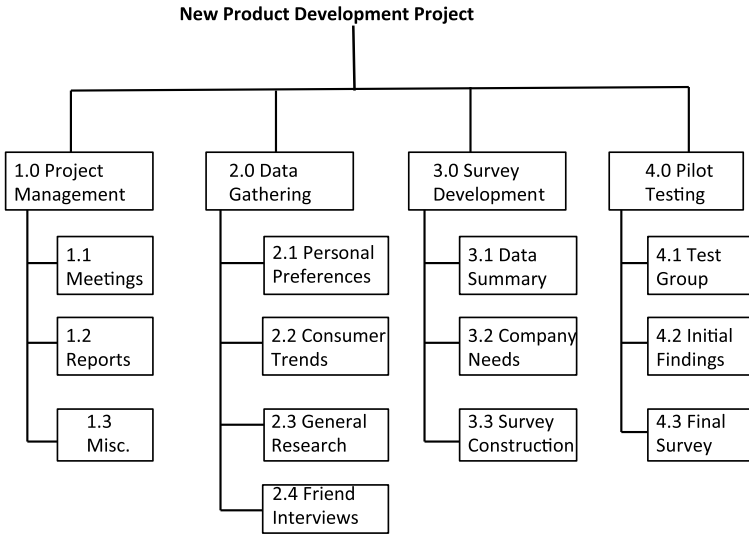 New Product Development Project
1.0 Project
Management
2.0 Data
Gathering
3.0 Survey
Development
4.0 Pilot
Testing
1.1
Meetings
1.2
Reports
1.3
Misc.
2.1 Personal
Preferences
2.2 Consumer
Trends
2.3 General
Research
2.4 Friend
Interviews
3.1 Data
Summary
3.2 Company
Needs
3.3 Survey
Construction
4.1 Test
Group
4.2 Initial
Findings
4.3 Final
Survey